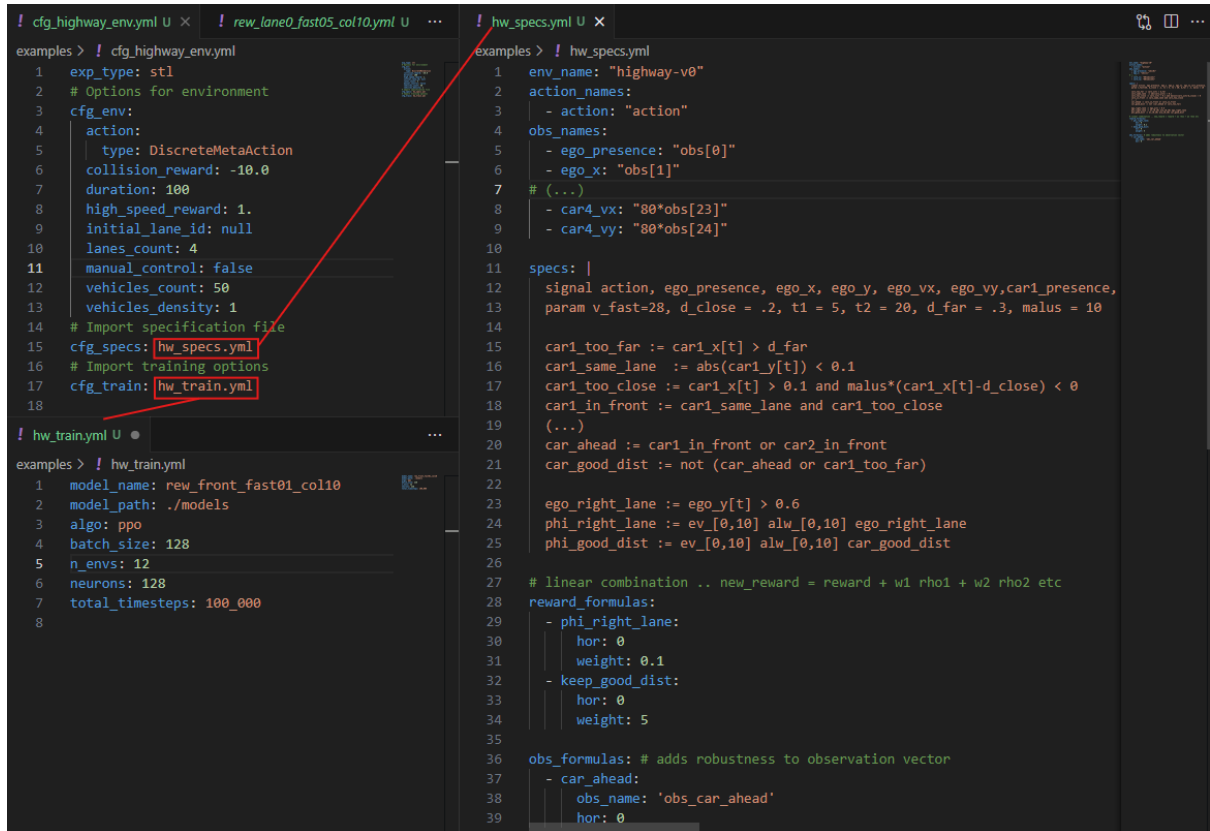 ! cfg_highway_env.yml U × ! rew_lane0_fast05_col10.yml U ...
examples > ! cfg_highway_env.yml
1 exp_type: stl
2 # Options for environment
3 cfg_env:
4 action:
5 type: DiscreteMetaAction
6 collision_reward: -10.0
7 duration: 100
8 high_speed_reward: 1.
9 initial_lane_id: null
10 lanes_count: 4
11 manual_control: false
12 vehicles_count: 50
13 vehicles_density: 1
14 # Import specification file
15 cfg_specs: hw_specs.yml
16 # Import training options
17 cfg_train: hw_train.yml
18
! hw_train.yml U ● ...
examples > ! hw_train.yml
1 model_name: rew_front_fast01_col10
2 model_path: ./models
3 algo: ppo
4 batch_size: 128
5 n_envs: 12
6 neurons: 128
7 total_timesteps: 100_000
8
! hw_specs.yml U × ...
examples > ! hw_specs.yml
1 env_name: "highway-v0"
2 action_names:
3 - action: "action"
4 obs_names:
5 - ego_presence: "obs[0]"
6 - ego_x: "obs[1]"
7 # (...)
8 - car4_vx: "80*obs[23]"
9 - car4_vy: "80*obs[24]"
10
11 specs: |
12 signal action, ego_presence, ego_x, ego_y, ego_vx, ego_vy,car1_presence,
13 param v_fast=28, d_close = .2, t1 = 5, t2 = 20, d_far = .3, malus = 10
14
15 car1_too_far := car1_x[t] > d_far
16 car1_same_lane := abs(car1_y[t]) < 0.1
17 car1_too_close := car1_x[t] > 0.1 and malus*(car1_x[t]-d_close) < 0
18 car1_in_front := car1_same_lane and car1_too_close
19 (...)
20 car_ahead := car1_in_front or car2_in_front
21 car_good_dist := not (car_ahead or car1_too_far)
22
23 ego_right_lane := ego_y[t] > 0.6
24 phi_right_lane := ev_[0,10] alw_[0,10] ego_right_lane
25 phi_good_dist := ev_[0,10] alw_[0,10] car_good_dist
26
27 # linear combination .. new_reward = reward + w1 rho1 + w2 rho2 etc
28 reward_formulas:
29 - phi_right_lane:
30 hor: 0
31 weight: 0.1
32 - keep_good_dist:
33 hor: 0
34 weight: 5
35
36 obs_formulas: # adds robustness to observation vector
37 - car_ahead:
38 obs_name: 'obs_car_ahead'
39 hor: 0